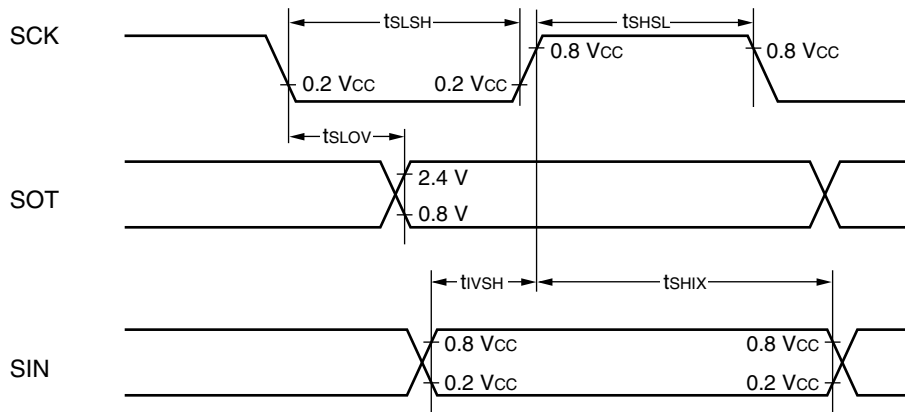 tSLSH tSHSL
SCK
0.8 VCC 0.8 VCC
0.2 VCC 0.2 VCC
tSLOV
2.4 V
SOT
0.8 V
tIVSH tSHIX
0.8 VCC 0.8 VCC
SIN
0.2 VCC 0.2 VCC